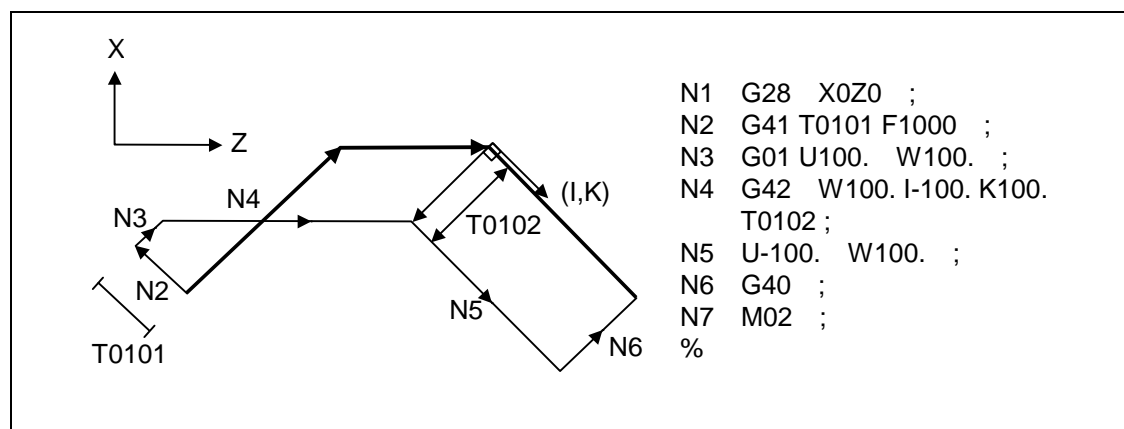 X
Z
N4
N3
(I,K)
T0102
N2
N5
T0101
N6
N1 G28 X0Z0 ;
N2 G41 T0101 F1000 ;
N3 G01 U100. W100. ;
N4 G42 W100. I-100. K100.
T0102 ;
N5 U-100. W100. ;
N6 G40 ;
N7 M02 ;
%